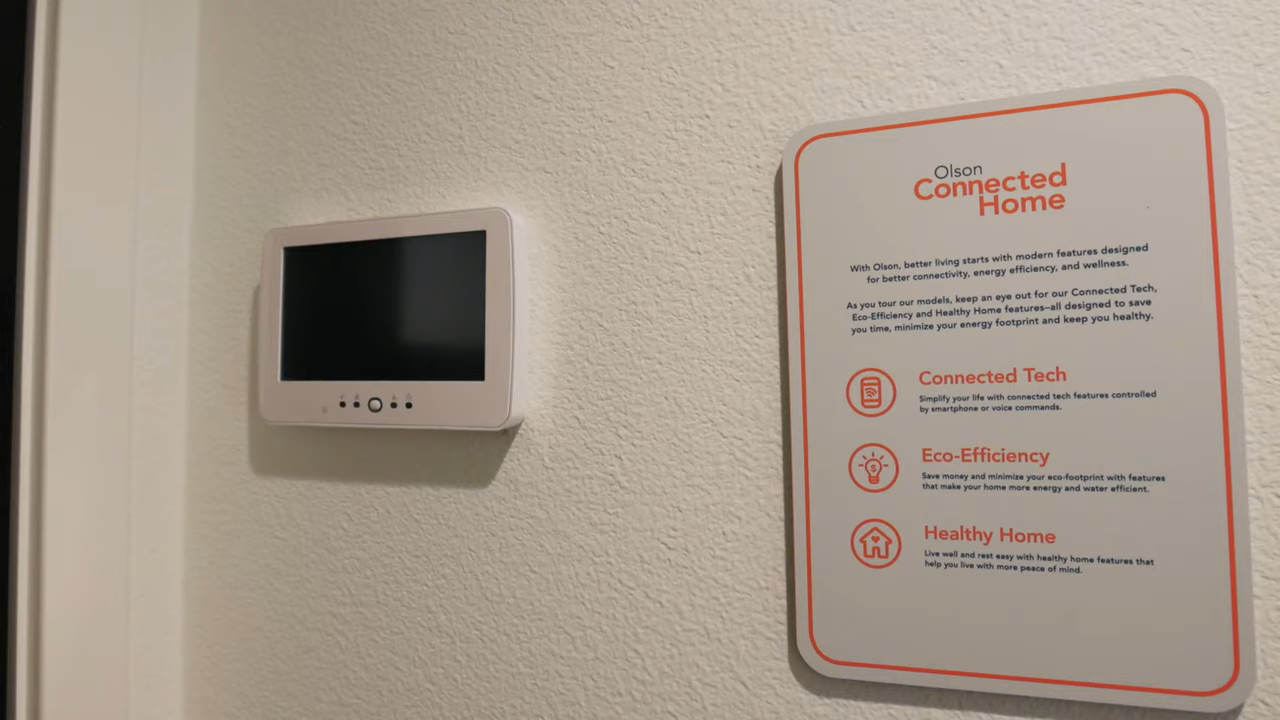 Olson
Connected
Home
With Olson, better living starts with modern features designed
for better connectivity, energy efficiency, and wellness.
As you tour our models, keep an eye out for our Connected Tech,
Eco-Efficiency and Healthy Home features—all designed to save
you time, minimize your energy footprint and keep you healthy.
Connected Tech
Simplify your life with connected tech features controlled
by smartphone or voice commands.
Eco-Efficiency
Save money and minimize your eco-footprint with features
that make your home more energy and water efficient.
Healthy Home
Live well and rest easy with healthy home features that
help you live with more peace of mind.